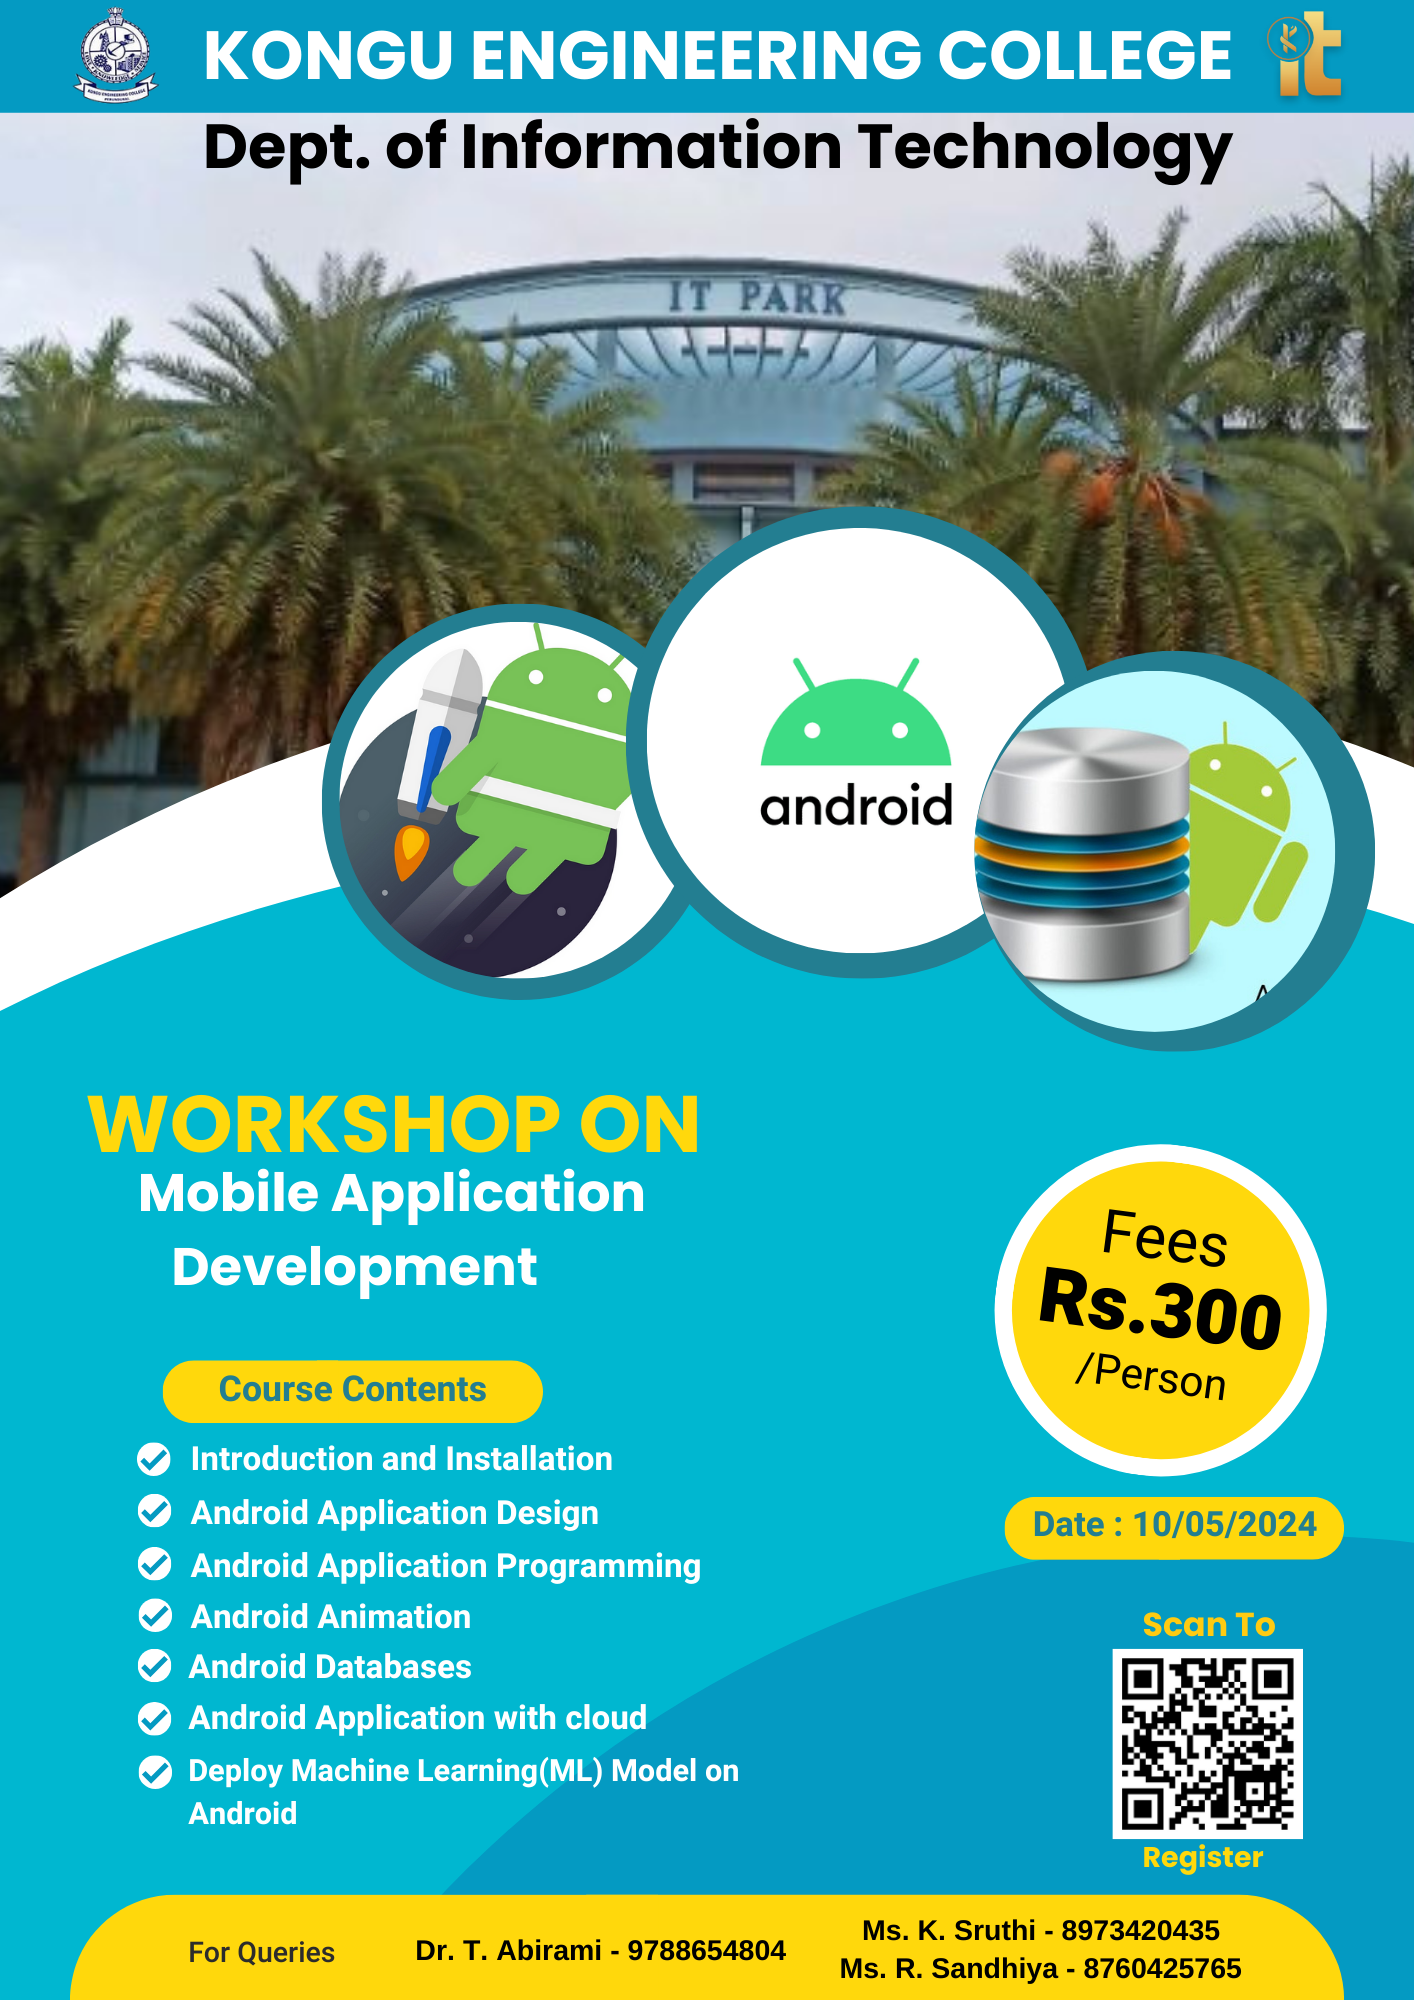 KONGU ENGINEERING COLLEGE
it
Dept. of Information Technology
IT PARK
android
A
WORKSHOP ON
Mobile Application
Development
Fees
Rs.300
/Person
Course Contents
Introduction and Installation
Android Application Design
Android Application Programming
Android Animation
Android Databases
Android Application with cloud
Deploy Machine Learning(ML) Model on
Android
Date : 10/05/2024
Scan To
Register
For Queries
Dr. T. Abirami - 9788654804
Ms. K. Sruthi - 8973420435
Ms. R. Sandhiya - 8760425765